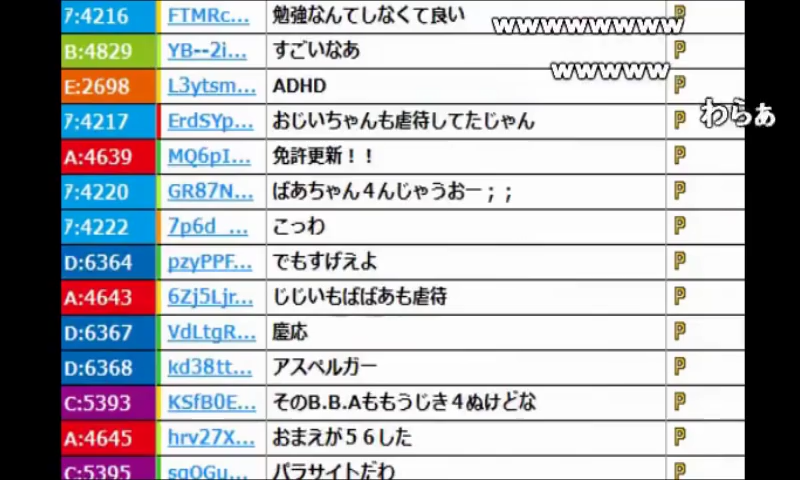 7:4216 FTMRc... 勉強なんてしなくて良い P
wwwwwwwww
B:4829 YB--2i... すごいなあ P
wwwwww
E:2698 L3ytsm... ADHD P
7:4217 ErdSYp... おじいちゃんも虐待してたじゃん P
わらぁ
A:4639 MQ6pI... 免許更新！！ P
7:4220 GR87N... ばあちゃん４んじゃうおー；； P
7:4222 7p6d_... こっわ P
D:6364 pzyPPF... でもすげえよ P
A:4643 6Zj5Ljr... じじいもばばあも虐待 P
D:6367 VdLtgR... 慶応 P
D:6368 kd38tt... アスペルガー P
C:5393 KSfB0E... そのB.B.Aももうじき４ぬけどな P
A:4645 hrv27X... おまえが５６した P
C:5395 sgQGu... パラサイトだわ P